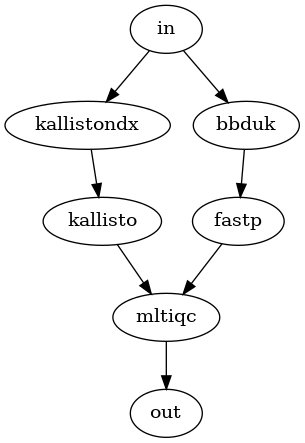 in
kallistondx
bbduk
kallisto
fastp
mltiqc
out